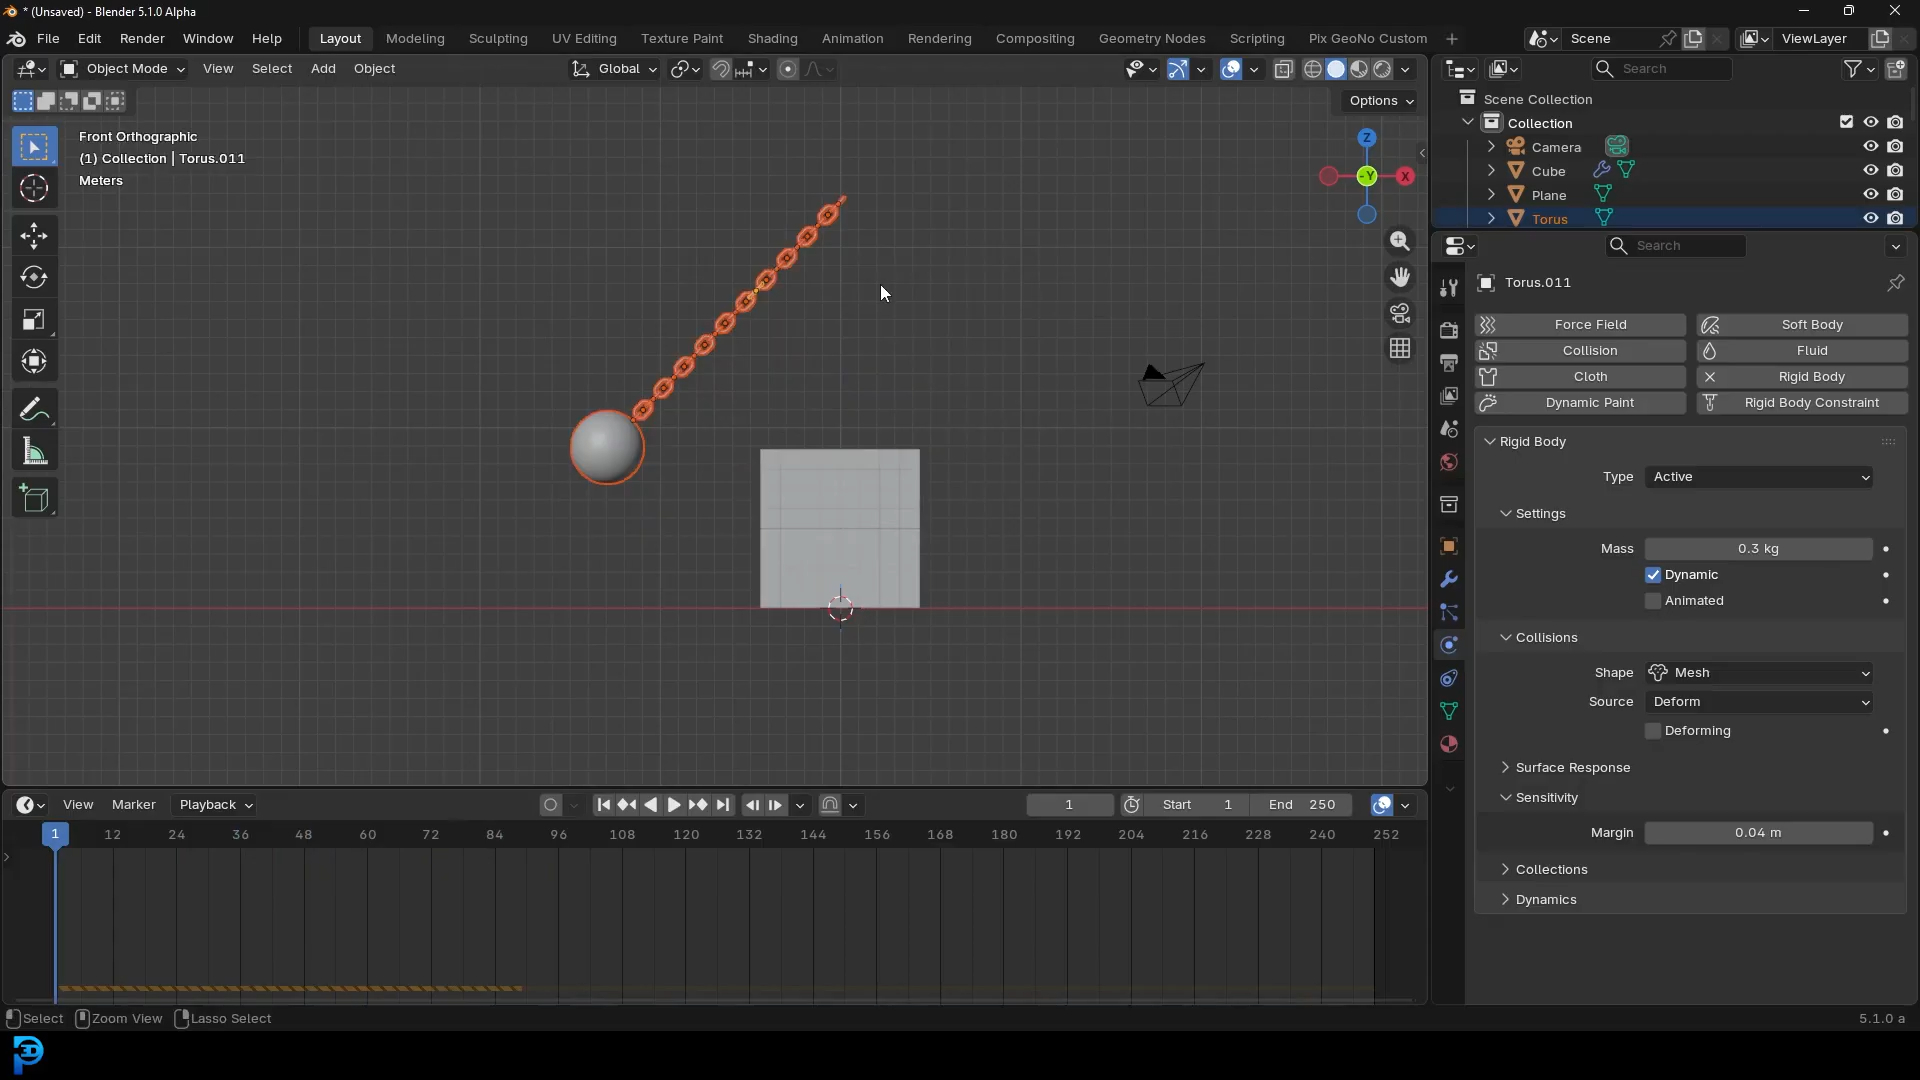 * (Unsaved) - Blender 5.1.0 Alpha
File Edit Render Window Help Layout Modeling Sculpting UV Editing Texture Paint Shading Animation Rendering Compositing Geometry Nodes Scripting Pix GeoNo Custom + Scene ViewLayer
Object Mode View Select Add Object Global Search
Options
Front Orthographic
(1) Collection | Torus.011
Meters
Z
-Y
X
Scene Collection
Collection
Camera
Cube
Plane
Torus
Search
Torus.011
Force Field Soft Body
Collision Fluid
Cloth Rigid Body
Dynamic Paint Rigid Body Constraint
Rigid Body
Type Active
Settings
Mass 0.3 kg
Dynamic
Animated
Collisions
Shape Mesh
Source Deform
Deforming
Surface Response
Sensitivity
Margin 0.04 m
Collections
Dynamics
View Marker Playback 1 Start 1 End 250
1 12 24 36 48 60 72 84 96 108 120 132 144 156 168 180 192 204 216 228 240 252
Select Zoom View Lasso Select 5.1.0 a
P3D